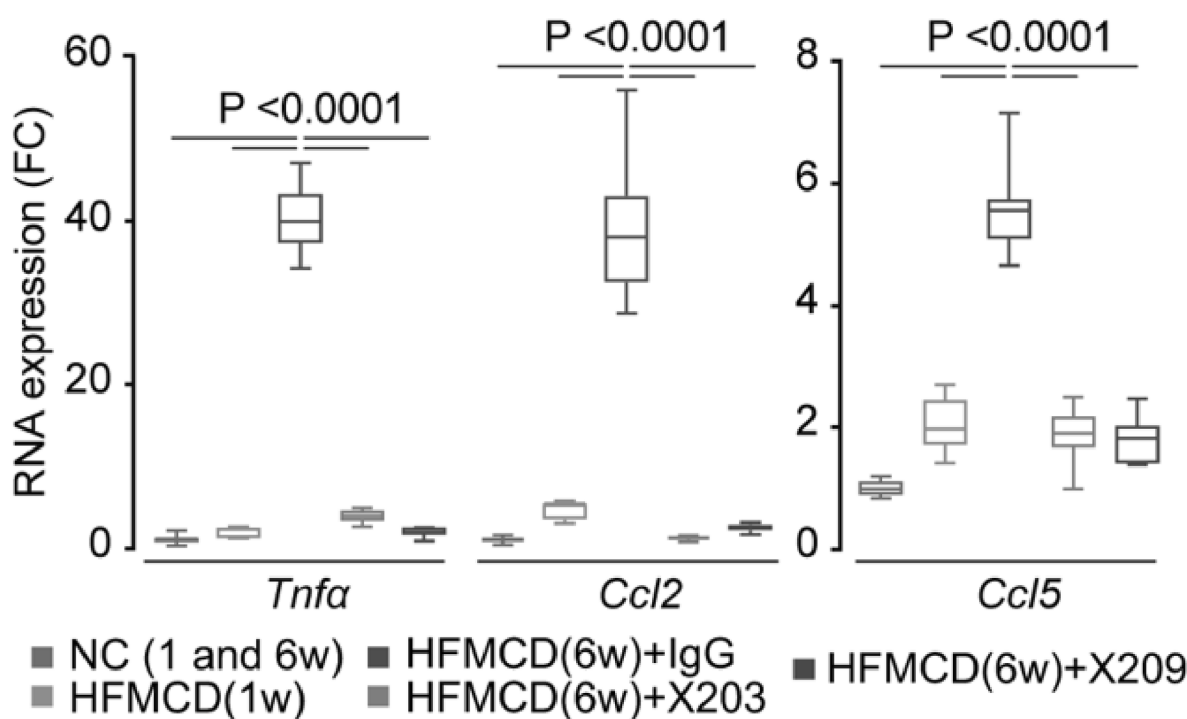 P <0.0001
P <0.0001
P <0.0001
RNA expression (FC)
60
40
20
0
8
6
4
2
0
Tnfα
Ccl2
Ccl5
NC (1 and 6w)
HFMCD(1w)
HFMCD(6w)+IgG
HFMCD(6w)+X203
HFMCD(6w)+X209